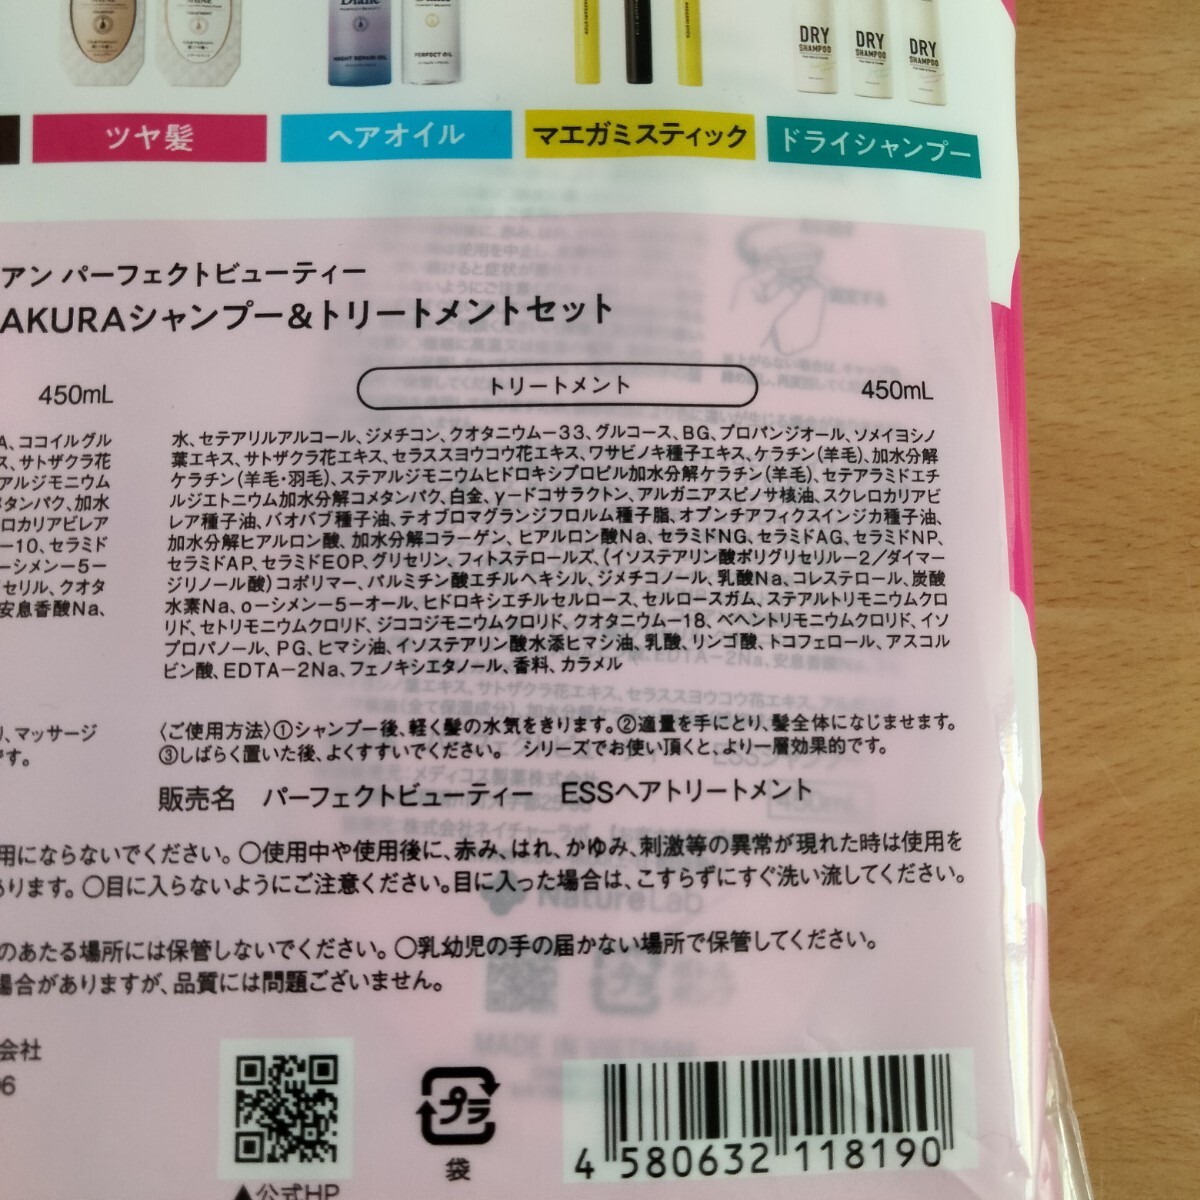 Diane
NIGHT REPAIR OIL
PERFECT OIL
DRY SHAMPOO
DRY SHAMPOO
DRY SHAMPOO
ツヤ髪
ヘアオイル
マエガミスティック
ドライシャンプー
アン パーフェクトビューティー
AKURAシャンプー&トリートメントセット
450mL
トリートメント
450mL
A、ココイルグル
ス、サトザクラ花
アルジモニウム
メタンパク、加水
ロカリアビレア
ー10、セラミド
ーシメン－5－
セリル、クオタ
安息香酸Na、
水、セテアリルアルコール、ジメチコン、クオタニウム－33、グルコース、BG、プロパンジオール、ソメイヨシノ
葉エキス、サトザクラ花エキス、セラススヨウコウ花エキス、ワサビノキ種子エキス、ケラチン(羊毛)、加水分解
ケラチン(羊毛・羽毛)、ステアルジモニウムヒドロキシプロピル加水分解ケラチン(羊毛)、セテアラミドエチ
ルジエトニウム加水分解コメタンパク、白金、γ－ドコサラクトン、アルガニアスピノサ核油、スクレロカリアビ
レア種子油、バオバブ種子油、テオブロマグランジフロルム種子脂、オプンチアフィクスインジカ種子油、
加水分解ヒアルロン酸、加水分解コラーゲン、ヒアルロン酸Na、セラミドNG、セラミドAG、セラミドNP、
セラミドAP、セラミドEOP、グリセリン、フィトステロールズ、(イソステアリン酸ポリグリセリル－2／ダイマー
ジリノール酸)コポリマー、パルミチン酸エチルヘキシル、ジメチコノール、乳酸Na、コレステロール、炭酸
水素Na、o－シメン－5－オール、ヒドロキシエチルセルロース、セルロースガム、ステアルトリモニウムクロ
リド、セトリモニウムクロリド、ジココジモニウムクロリド、クオタニウム－18、ベヘントリモニウムクロリド、イソ
プロパノール、PG、ヒマシ油、イソステアリン酸水添ヒマシ油、乳酸、リンゴ酸、トコフェロール、アスコル
ビン酸、EDTA－2Na、フェノキシエタノール、香料、カラメル
り、マッサージ
です。
〈ご使用方法〉①シャンプー後、軽く髪の水気をきります。②適量を手にとり、髪全体になじませます。
③しばらく置いた後、よくすすいでください。 シリーズでお使い頂くと、より一層効果的です。
販売名 パーフェクトビューティー ESSヘアトリートメント
用にならないでください。○使用中や使用後に、赤み、はれ、かゆみ、刺激等の異常が現れた時は使用を
あります。○目に入らないようにご注意ください。目に入った場合は、こすらずにすぐ洗い流してください。
のあたる場所には保管しないでください。○乳幼児の手の届かない場所で保管してください。
場合がありますが、品質には問題ございません。
会社
06
プラ
袋
▲公式HP
4 580632 118190